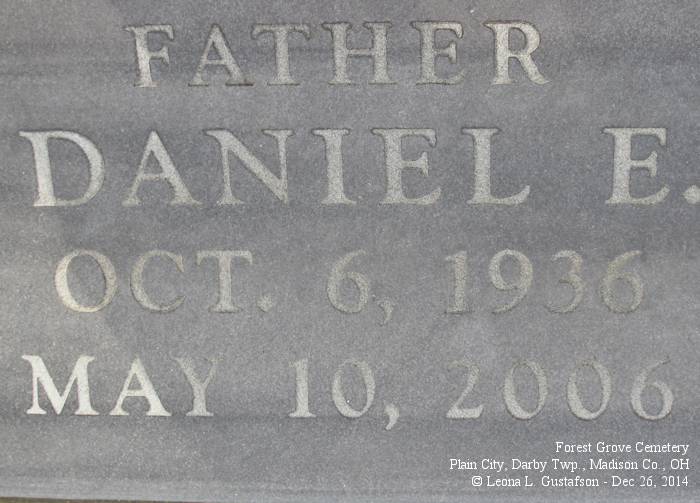 FATHER
DANIEL E.
OCT. 6, 1936
MAY 10, 2006
Forest Grove Cemetery
Plain City, Darby Twp., Madison Co., OH
© Leona L. Gustafson - Dec 26, 2014